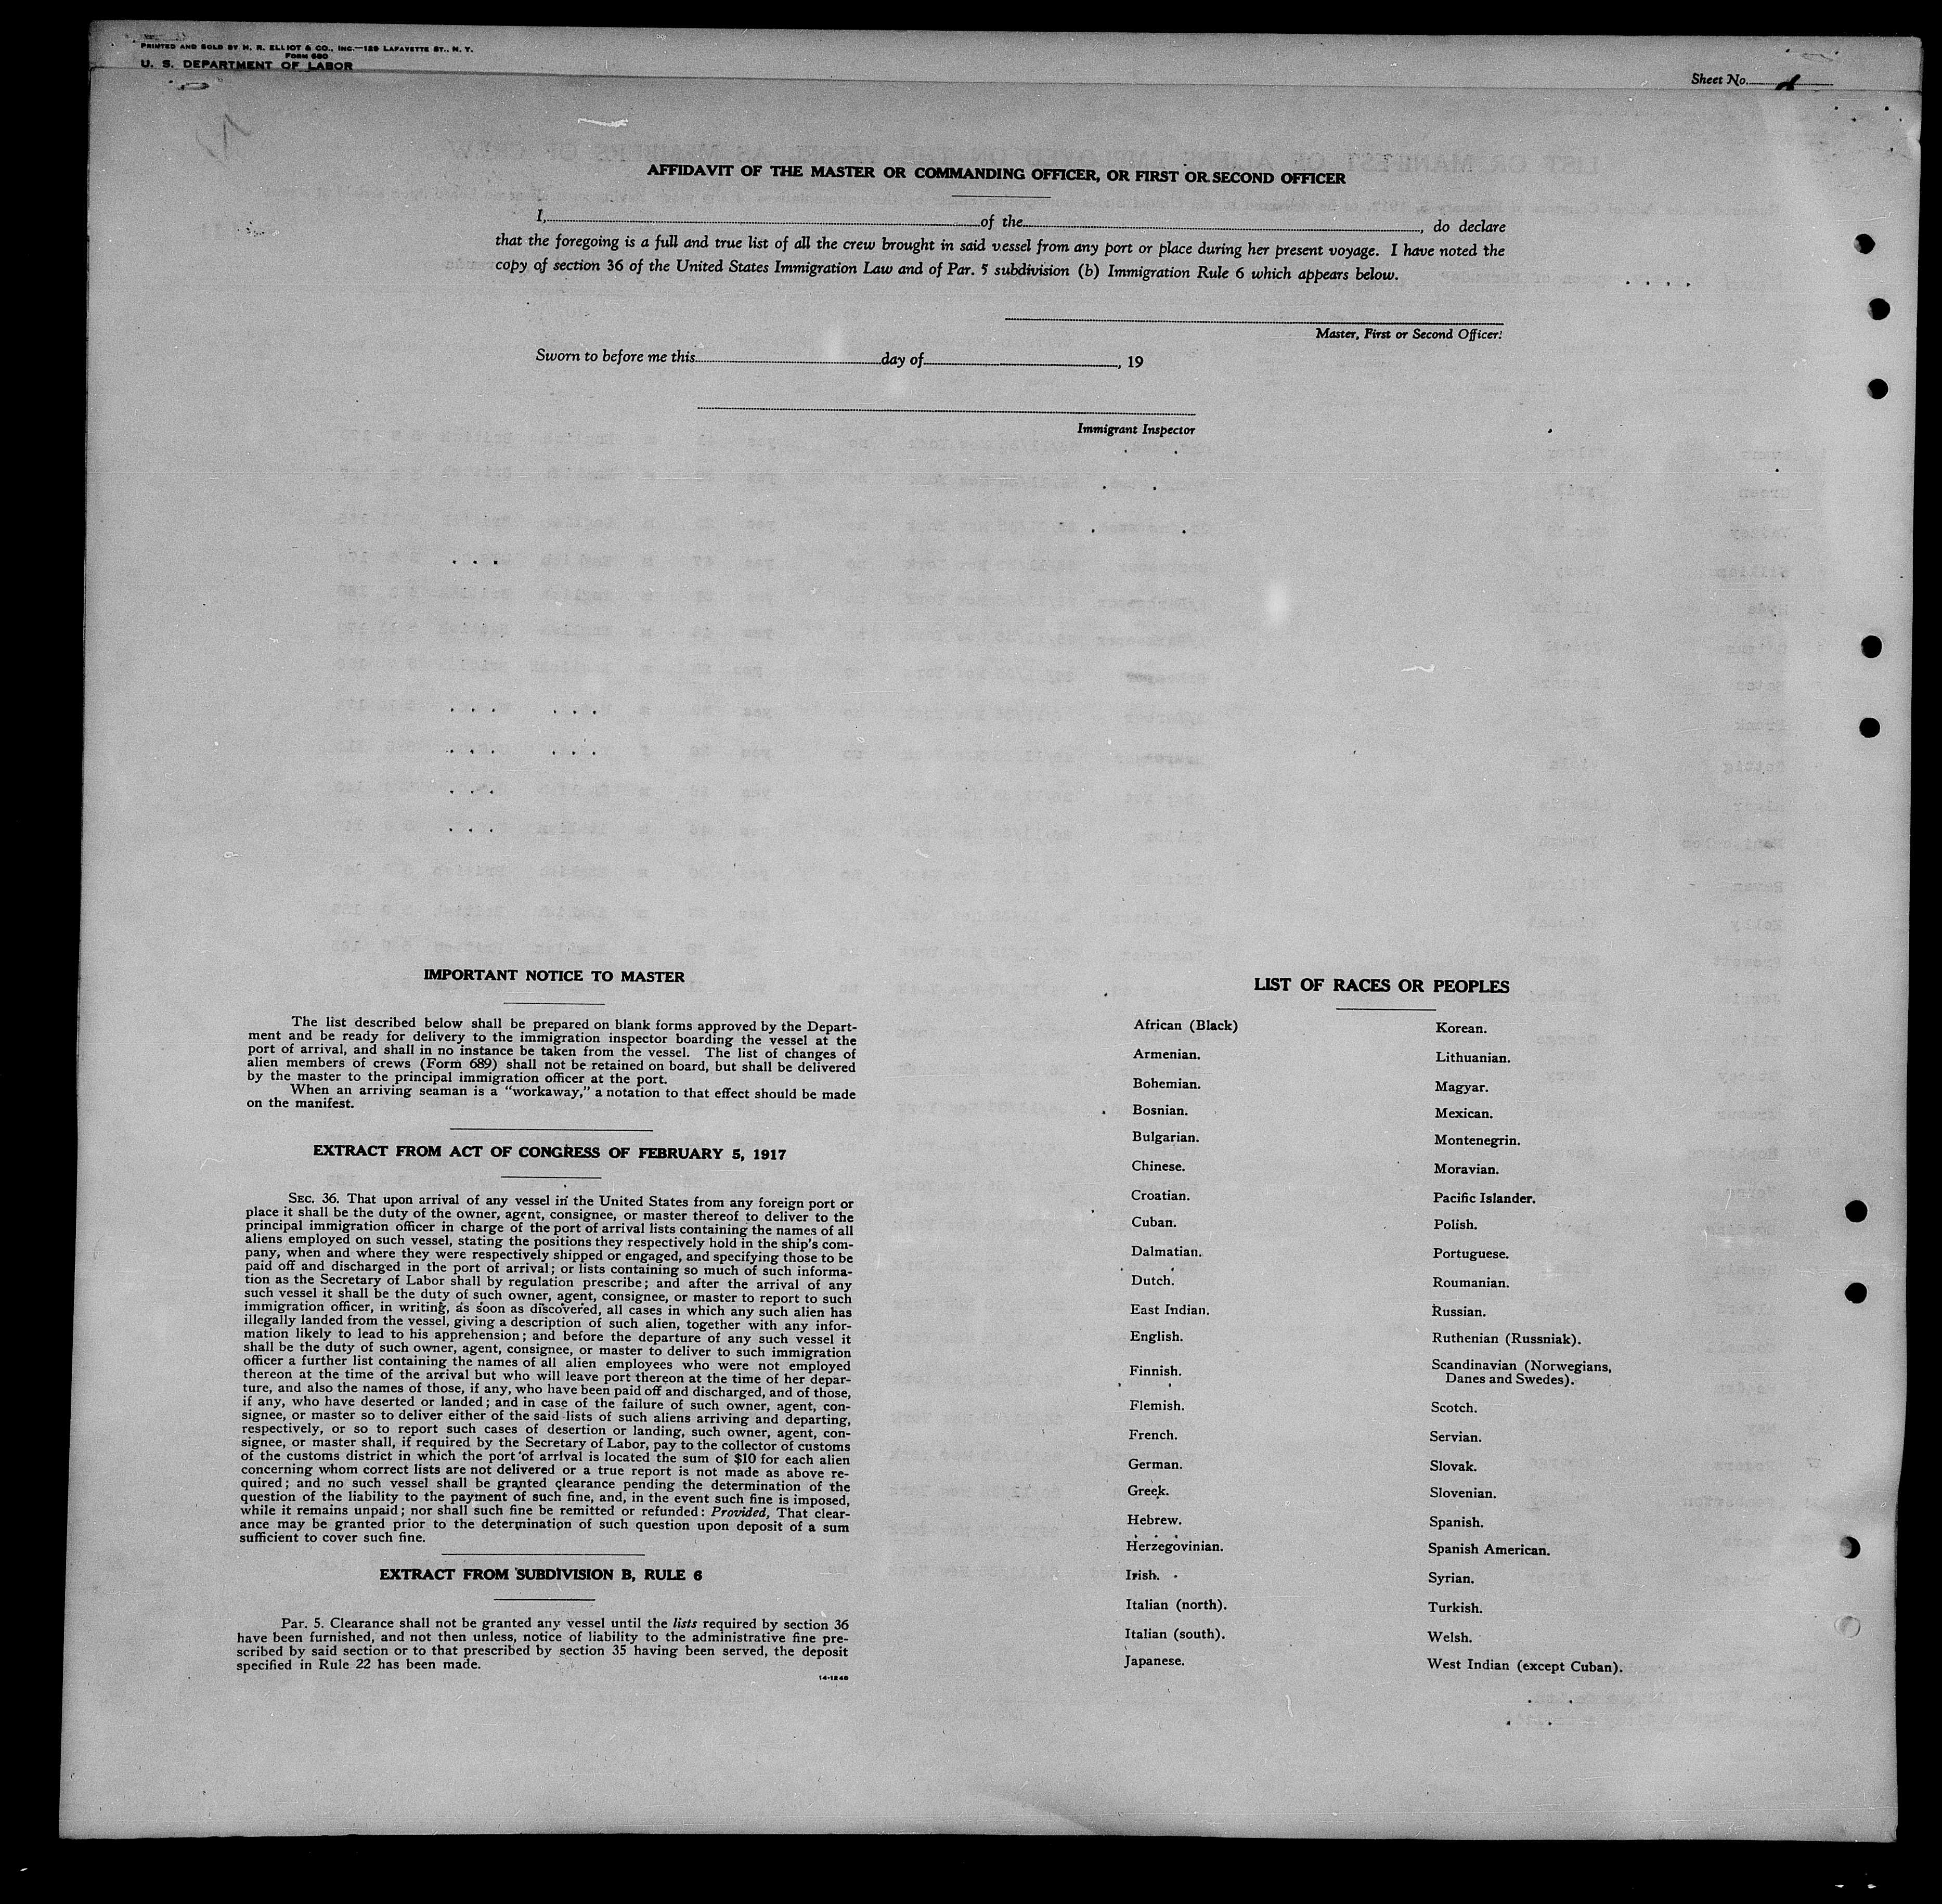 PRINTED AND SOLD BY H. R. ELLIOT & CO., INC.—129 LAFAYETTE ST., N. Y.
FORM 680
U. S. DEPARTMENT OF LABOR
Sheet No.
AFFIDAVIT OF THE MASTER OR COMMANDING OFFICER, OR FIRST OR SECOND OFFICER
I, of the , do declare
that the foregoing is a full and true list of all the crew brought in said vessel from any port or place during her present voyage. I have noted the
copy of section 36 of the United States Immigration Law and of Par. 5 subdivision (b) Immigration Rule 6 which appears below.
Master, First or Second Officer.
Sworn to before me this day of , 19
Immigrant Inspector
IMPORTANT NOTICE TO MASTER
The list described below shall be prepared on blank forms approved by the Depart-
ment and be ready for delivery to the immigration inspector boarding the vessel at the
port of arrival, and shall in no instance be taken from the vessel. The list of changes of
alien members of crews (Form 689) shall not be retained on board, but shall be delivered
by the master to the principal immigration officer at the port.
When an arriving seaman is a “workaway,” a notation to that effect should be made
on the manifest.
EXTRACT FROM ACT OF CONGRESS OF FEBRUARY 5, 1917
SEC. 36. That upon arrival of any vessel in the United States from any foreign port or
place it shall be the duty of the owner, agent, consignee, or master thereof to deliver to the
principal immigration officer in charge of the port of arrival lists containing the names of all
aliens employed on such vessel, stating the positions they respectively hold in the ship's com-
pany, when and where they were respectively shipped or engaged, and specifying those to be
paid off and discharged in the port of arrival; or lists containing so much of such informa-
tion as the Secretary of Labor shall by regulation prescribe; and after the arrival of any
such vessel it shall be the duty of such owner, agent, consignee, or master to report to such
immigration officer, in writing, as soon as discovered, all cases in which any such alien has
illegally landed from the vessel, giving a description of such alien, together with any infor-
mation likely to lead to his apprehension; and before the departure of any such vessel it
shall be the duty of such owner, agent, consignee, or master to deliver to such immigration
officer a further list containing the names of all alien employees who were not employed
thereon at the time of the arrival but who will leave port thereon at the time of her depar-
ture, and also the names of those, if any, who have been paid off and discharged, and of those,
if any, who have deserted or landed; and in case of the failure of such owner, agent, con-
signee, or master so to deliver either of the said lists of such aliens arriving and departing,
respectively, or so to report such cases of desertion or landing, such owner, agent, con-
signee, or master shall, if required by the Secretary of Labor, pay to the collector of customs
of the customs district in which the port of arrival is located the sum of $10 for each alien
concerning whom correct lists are not delivered or a true report is not made as above re-
quired; and no such vessel shall be granted clearance pending the determination of the
question of the liability to the payment of such fine, and, in the event such fine is imposed,
while it remains unpaid; nor shall such fine be remitted or refunded: Provided, That clear-
ance may be granted prior to the determination of such question upon deposit of a sum
sufficient to cover such fine.
EXTRACT FROM SUBDIVISION B, RULE 6
Par. 5. Clearance shall not be granted any vessel until the lists required by section 36
have been furnished, and not then unless, notice of liability to the administrative fine pre-
scribed by said section or to that prescribed by section 35 having been served, the deposit
specified in Rule 22 has been made.
14-1240
LIST OF RACES OR PEOPLES
African (Black)
Armenian.
Bohemian.
Bosnian.
Bulgarian.
Chinese.
Croatian.
Cuban.
Dalmatian.
Dutch.
East Indian.
English.
Finnish.
Flemish.
French.
German.
Greek.
Hebrew.
Herzegovinian.
Irish.
Italian (north).
Italian (south).
Japanese.
Korean.
Lithuanian.
Magyar.
Mexican.
Montenegrin.
Moravian.
Pacific Islander.
Polish.
Portuguese.
Roumanian.
Russian.
Ruthenian (Russniak).
Scandinavian (Norwegians,
Danes and Swedes).
Scotch.
Servian.
Slovak.
Slovenian.
Spanish.
Spanish American.
Syrian.
Turkish.
Welsh.
West Indian (except Cuban).